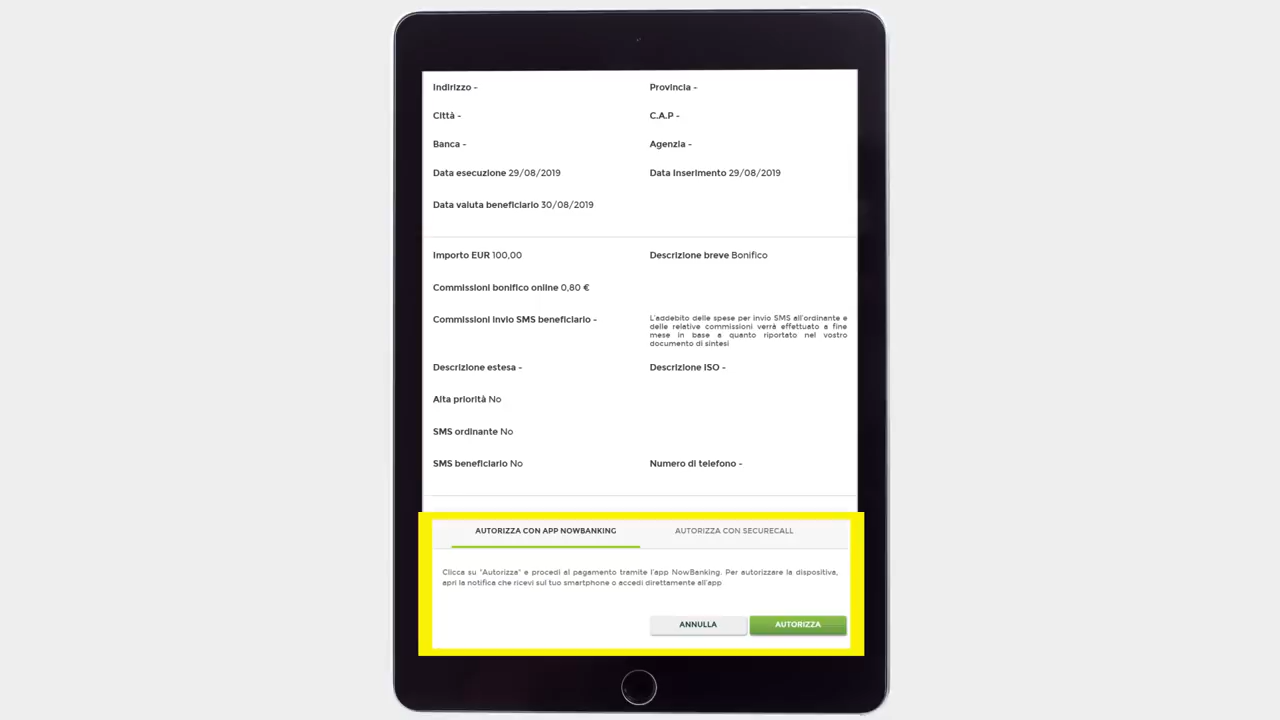 Indirizzo -
Provincia -
Città -
C.A.P -
Banca -
Agenzia -
Data esecuzione 29/08/2019
Data inserimento 29/08/2019
Data valuta beneficiario 30/08/2019
Importo EUR 100,00
Descrizione breve Bonifico
Commissioni bonifico online 0,80 €
Commissioni invio SMS beneficiario -
L'addebito delle spese per invio SMS all'ordinante e
delle relative commissioni verrà effettuato a fine
mese in base a quanto riportato nel vostro
documento di sintesi
Descrizione estesa -
Descrizione ISO -
Alta priorità No
SMS ordinante No
SMS beneficiario No
Numero di telefono -
AUTORIZZA CON APP NOWBANKING
AUTORIZZA CON SECURECALL
Clicca su "Autorizza" e procedi al pagamento tramite l'app NowBanking. Per autorizzare la dispositiva,
apri la notifica che ricevi sul tuo smartphone o accedi direttamente all'app
ANNULLA
AUTORIZZA